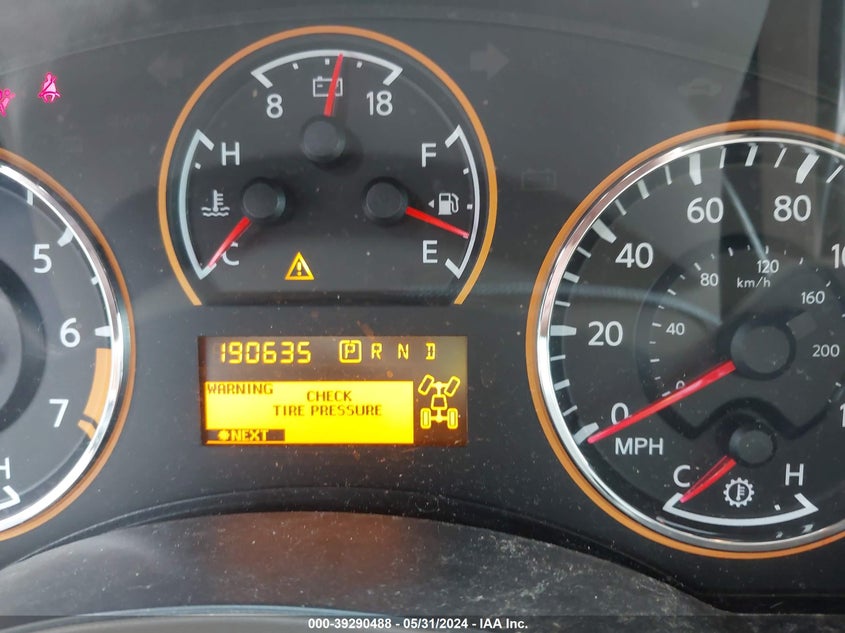 8 18
H F
C E
5
6
7
H
190635 P R N D
WARNING
CHECK
TIRE PRESSURE
NEXT
0 20 40 60 80
MPH
0 40 80 120 160 200
km/h
C H
000-39290488 - 05/31/2024 - IAA Inc.